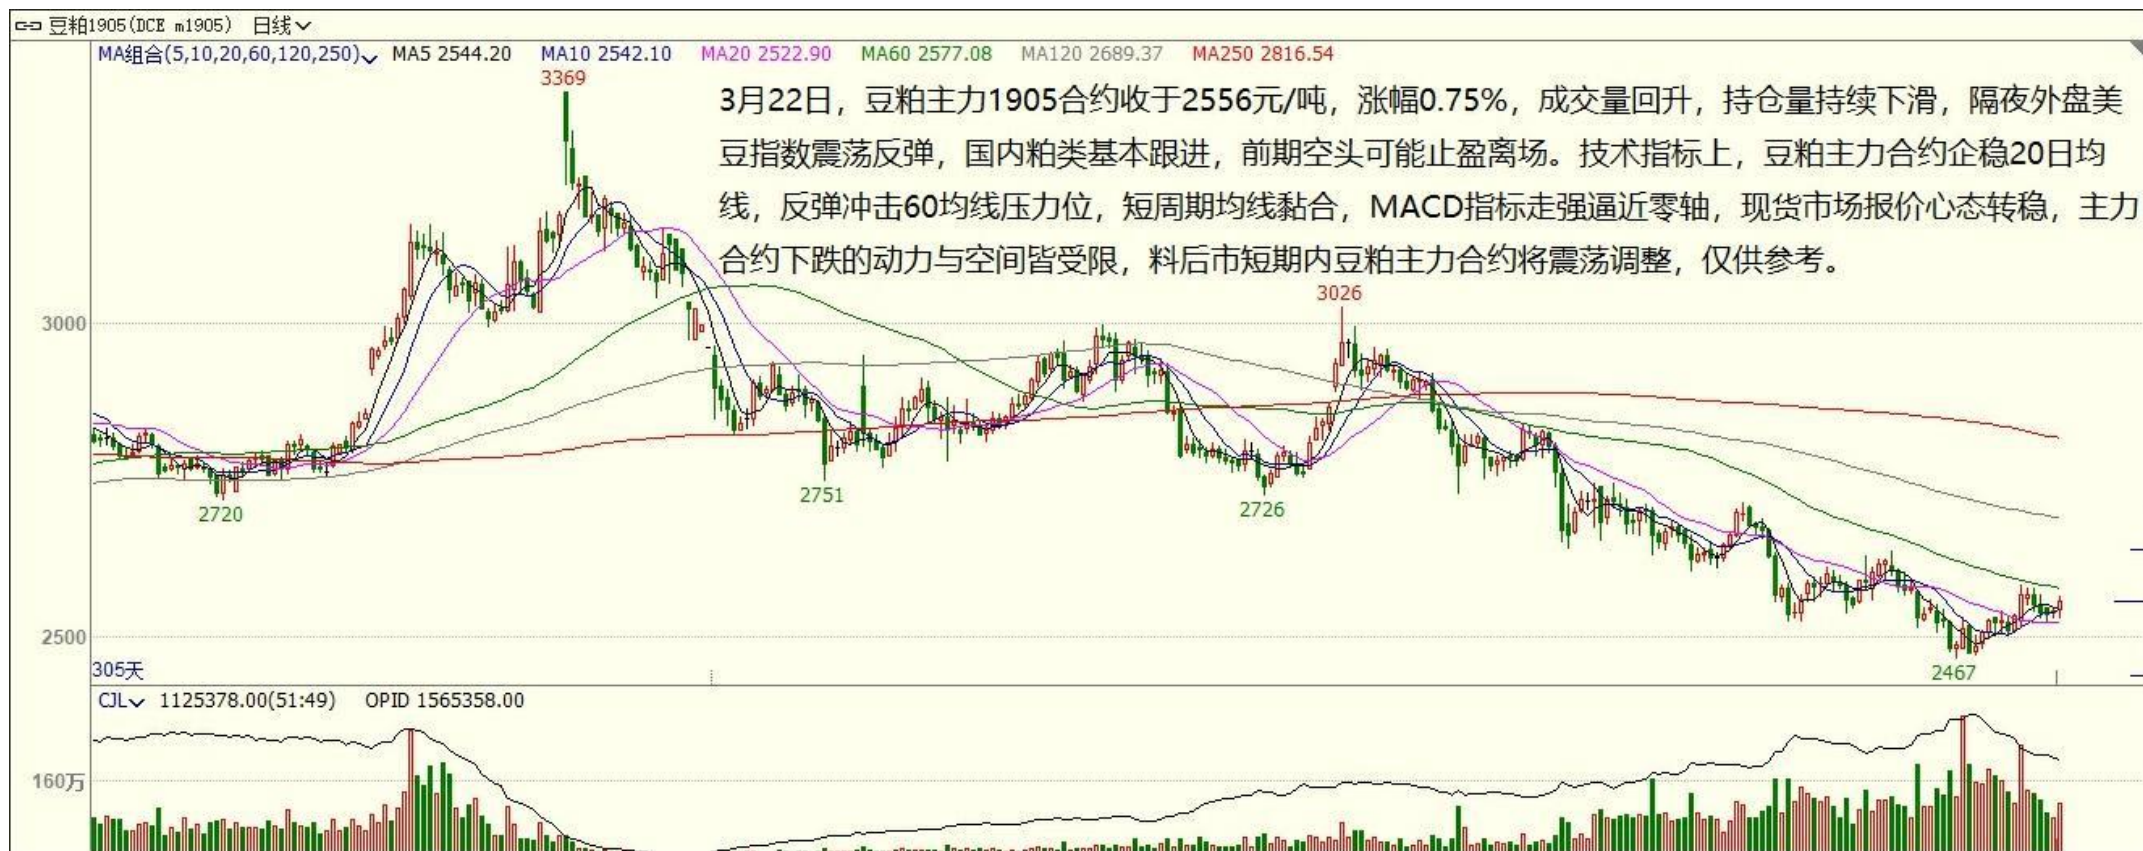 豆粕1905(DCE m1905) 日线
MA组合(5,10,20,60,120,250) MA5 2544.20 MA10 2542.10 MA20 2522.90 MA60 2577.08 MA120 2689.37 MA250 2816.54
3369
3月22日，豆粕主力1905合约收于2556元/吨，涨幅0.75%，成交量回升，持仓量持续下滑，隔夜外盘美
豆指数震荡反弹，国内粕类基本跟进，前期空头可能止盈离场。技术指标上，豆粕主力合约企稳20日均
线，反弹冲击60均线压力位，短周期均线黏合，MACD指标走强逼近零轴，现货市场报价心态转稳，主力
合约下跌的动力与空间皆受限，料后市短期内豆粕主力合约将震荡调整，仅供参考。
3026
3000
2751
2726
2720
2500
2467
305天
CJL 1125378.00(51:49) OPID 1565358.00
160万